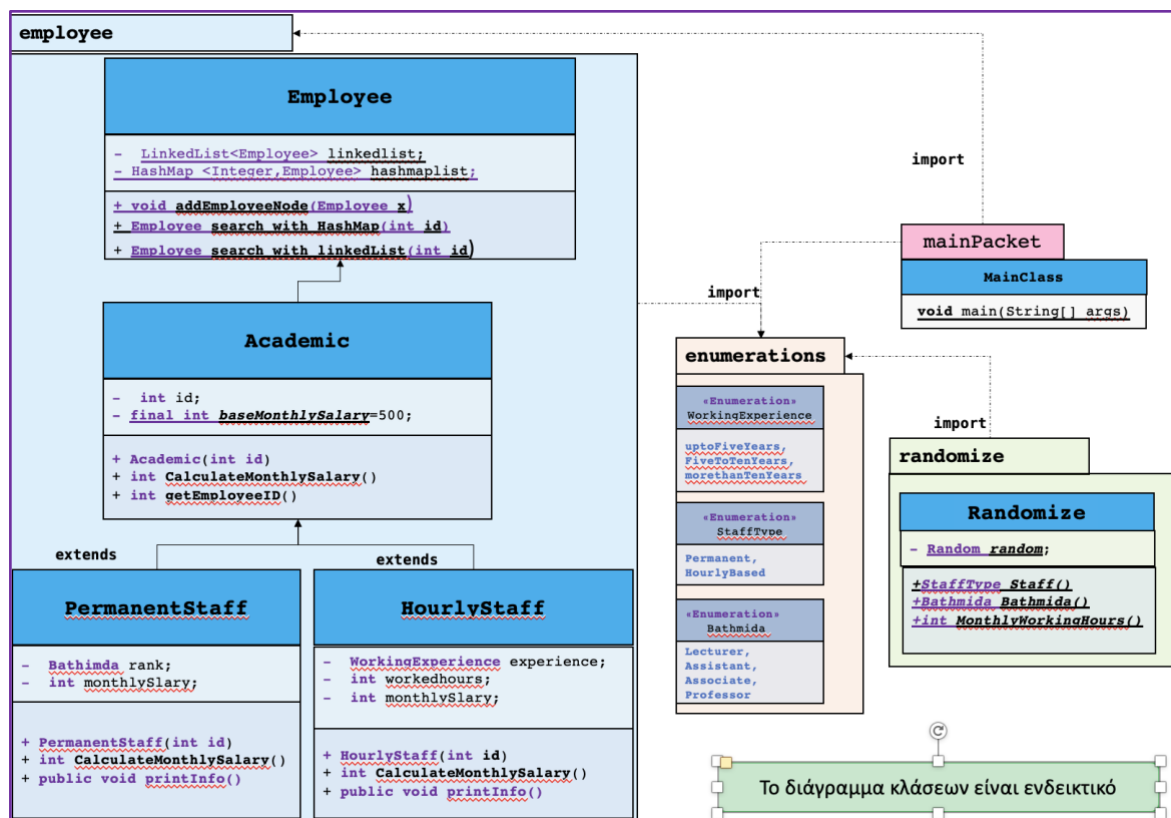 employee
Employee
- LinkedList<Employee> linkedlist;
- HashMap <Integer,Employee> hashmaplist;
+ void addEmployeeNode(Employee x)
+ Employee search with HashMap(int id)
+ Employee search with linkedList(int id)
Academic
- int id;
- final int baseMonthlySalary=500;
+ Academic(int id)
+ int CalculateMonthlySalary()
+ int getEmployeeID()
extends
extends
PermanentStaff
- Bathimda rank;
- int monthlySlary;
+ PermanentStaff(int id)
+ int CalculateMonthlySalary()
+ public void printInfo()
HourlyStaff
- WorkingExperience experience;
- int workedhours;
- int monthlySlary;
+ HourlyStaff(int id)
+ int CalculateMonthlySalary()
+ public void printInfo()
import
mainPacket
MainClass
void main(String[] args)
import
enumerations
«Enumeration»
WorkingExperience
uptoFiveYears,
FiveToTenYears,
morethanTenYears
«Enumeration»
StaffType
Permanent,
HourlyBased
«Enumeration»
Bathmida
Lecturer,
Assistant,
Associate,
Professor
import
randomize
Randomize
- Random random;
+StaffType Staff()
+Bathmida Bathmida()
+int MonthlyWorkingHours()
Το διάγραμμα κλάσεων είναι ενδεικτικό